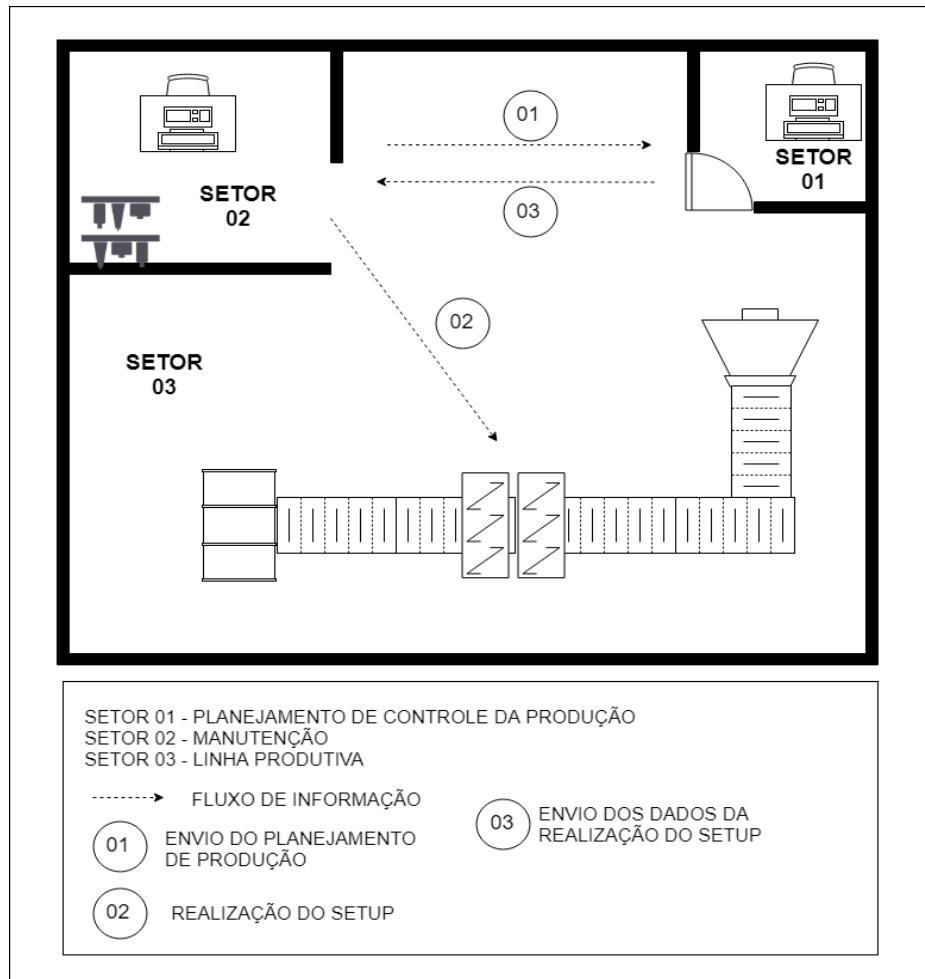 01
SETOR
01
SETOR
02
03
02
SETOR
03
SETOR 01 - PLANEJAMENTO DE CONTROLE DA PRODUÇÃO
SETOR 02 - MANUTENÇÃO
SETOR 03 - LINHA PRODUTIVA
FLUXO DE INFORMAÇÃO
01
ENVIO DO PLANEJAMENTO
DE PRODUÇÃO
03
ENVIO DOS DADOS DA
REALIZAÇÃO DO SETUP
02
REALIZAÇÃO DO SETUP